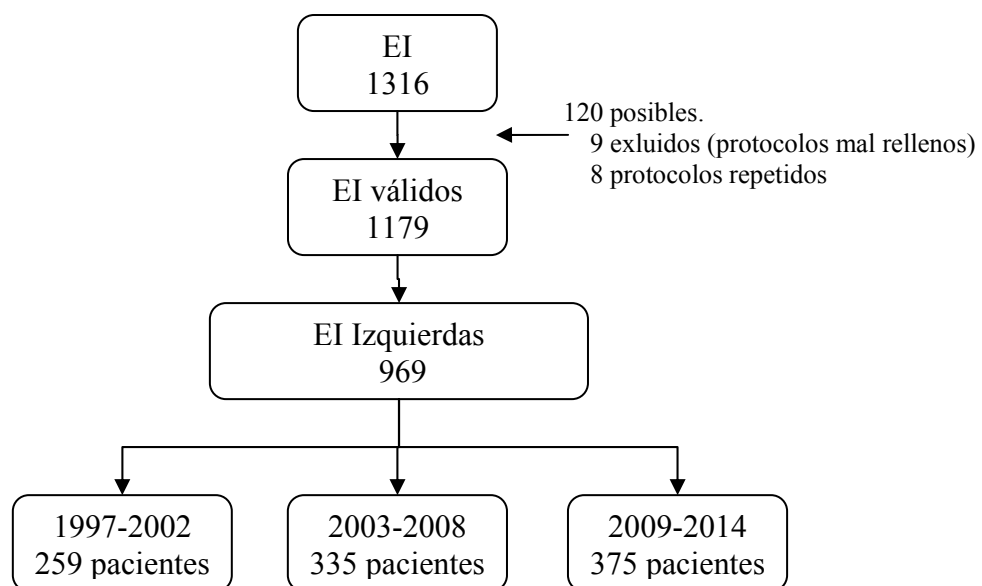 EI
1316
120 posibles.
9 exluidos (protocolos mal rellenos)
8 protocolos repetidos
EI válidos
1179
EI Izquierdas
969
1997-2002
259 pacientes
2003-2008
335 pacientes
2009-2014
375 pacientes